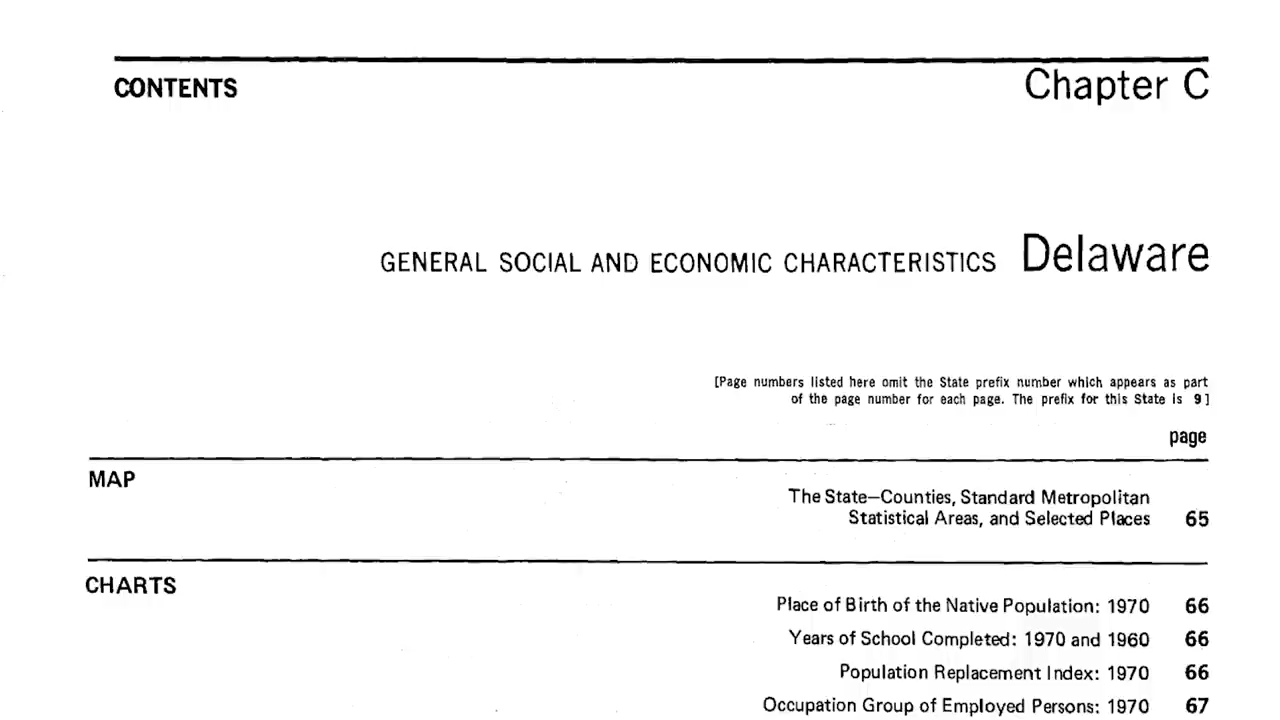 CONTENTS
Chapter C
GENERAL SOCIAL AND ECONOMIC CHARACTERISTICS Delaware
[Page numbers listed here omit the State prefix number which appears as part
of the page number for each page. The prefix for this State is 9]
page
MAP
The State—Counties, Standard Metropolitan
Statistical Areas, and Selected Places 65
CHARTS
Place of Birth of the Native Population: 1970 66
Years of School Completed: 1970 and 1960 66
Population Replacement Index: 1970 66
Occupation Group of Employed Persons: 1970 67